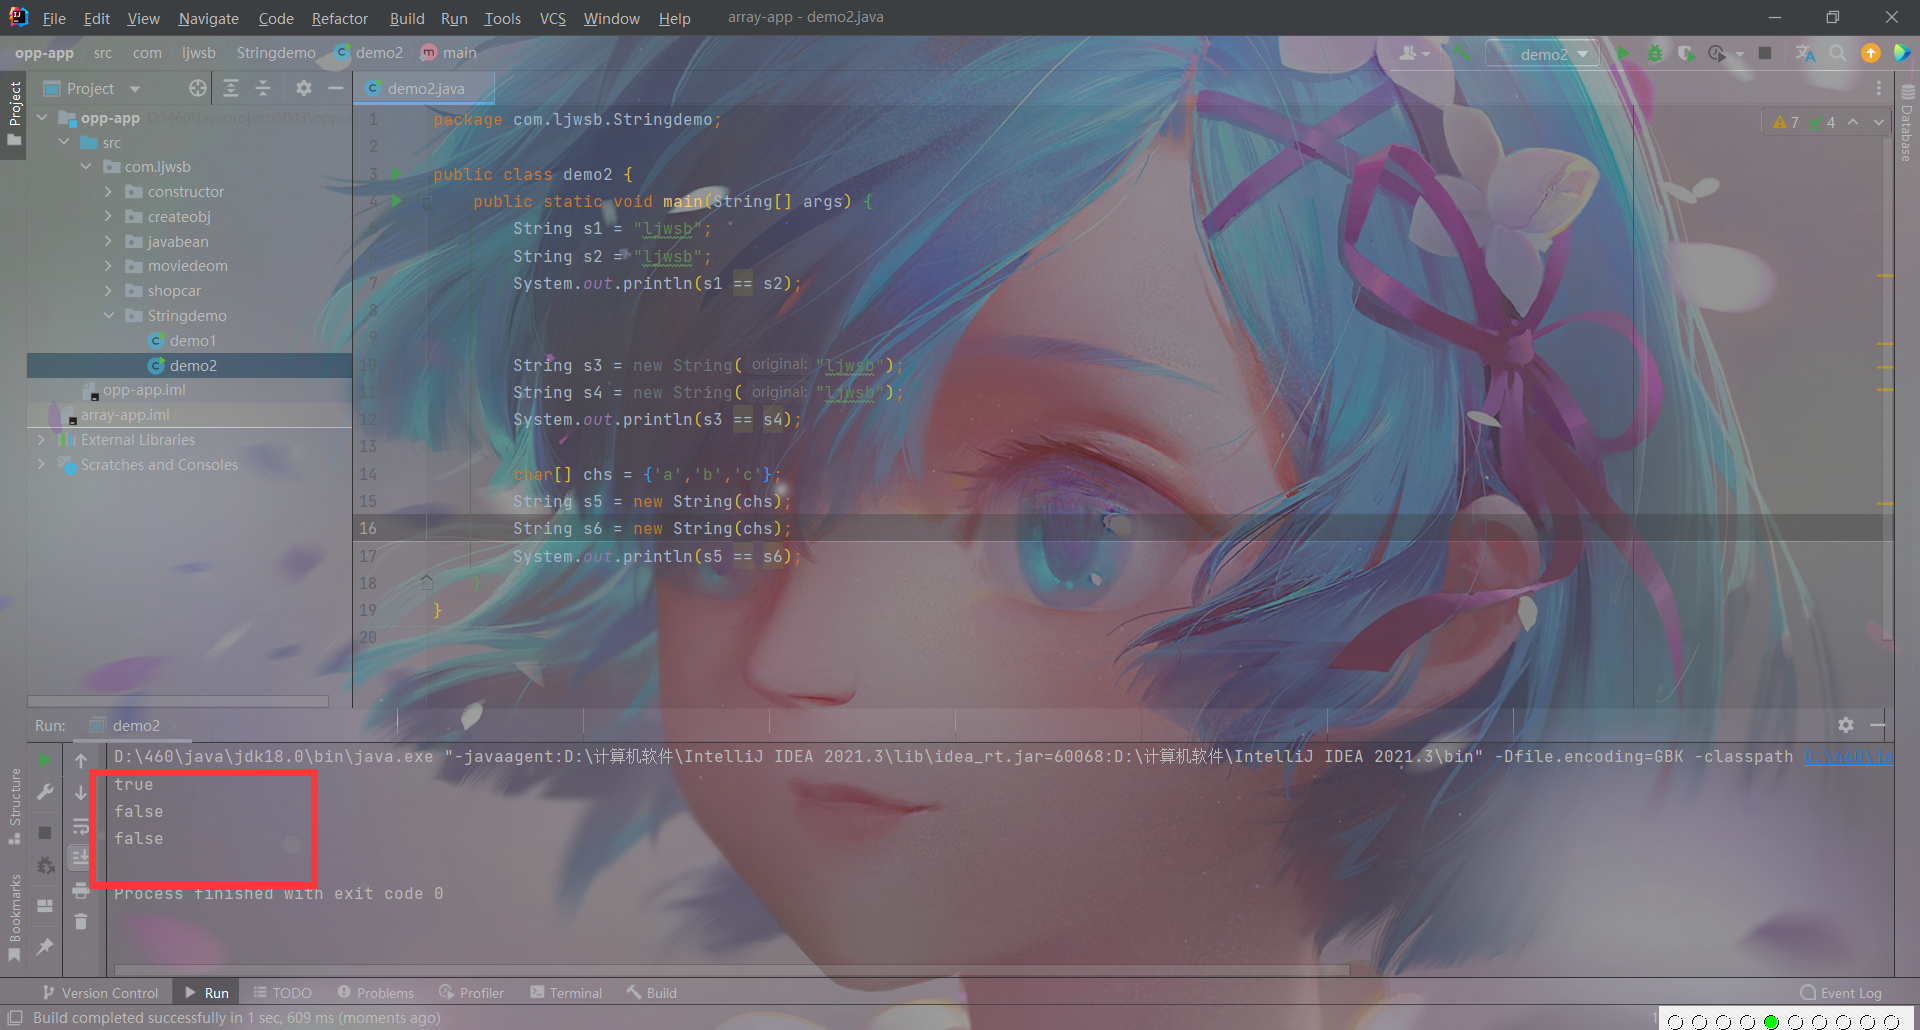 File Edit View Navigate Code Refactor Build Run Tools VCS Window Help array-app - demo2.java
opp-app src com ljwsb Stringdemo demo2 main demo2
Project demo2.java
Project
opp-app D:\460\javaprojects\003\opp-a
src
com.ljwsb
constructor
createobj
javabean
moviedeom
shopcar
Stringdemo
demo1
demo2
opp-app.iml
array-app.iml
External Libraries
Scratches and Consoles
7 4
Database
1 package com.ljwsb.Stringdemo;
2
3 public class demo2 {
4 public static void main(String[] args) {
5 String s1 = "ljwsb";
6 String s2 = "ljwsb";
7 System.out.println(s1 == s2);
8
9
10 String s3 = new String( original: "ljwsb");
11 String s4 = new String( original: "ljwsb");
12 System.out.println(s3 == s4);
13
14 char[] chs = {'a','b','c'};
15 String s5 = new String(chs);
16 String s6 = new String(chs);
17 System.out.println(s5 == s6);
18 }
19 }
20
Run: demo2
D:\460\java\jdk18.0\bin\java.exe "-javaagent:D:\计算机软件\IntelliJ IDEA 2021.3\lib\idea_rt.jar=60068:D:\计算机软件\IntelliJ IDEA 2021.3\bin" -Dfile.encoding=GBK -classpath D:\460\ja
true
false
false
Process finished with exit code 0
Structure
Bookmarks
Version Control Run TODO Problems Profiler Terminal Build Event Log
Build completed successfully in 1 sec, 609 ms (moments ago)